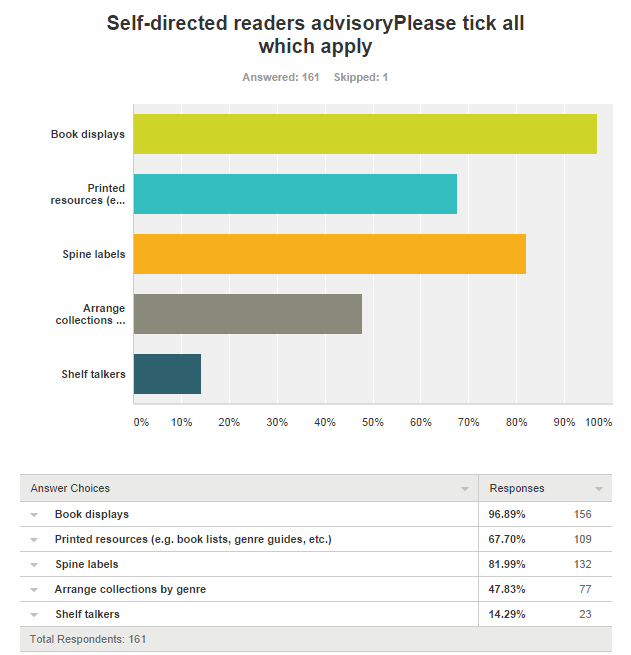 Self-directed readers advisoryPlease tick all
which apply
Answered: 161 Skipped: 1
Book displays
Printed
resources (e...
Spine labels
Arrange
collections ...
Shelf talkers
0% 10% 20% 30% 40% 50% 60% 70% 80% 90% 100%
Answer Choices Responses
Book displays 96.89% 156
Printed resources (e.g. book lists, genre guides, etc.) 67.70% 109
Spine labels 81.99% 132
Arrange collections by genre 47.83% 77
Shelf talkers 14.29% 23
Total Respondents: 161